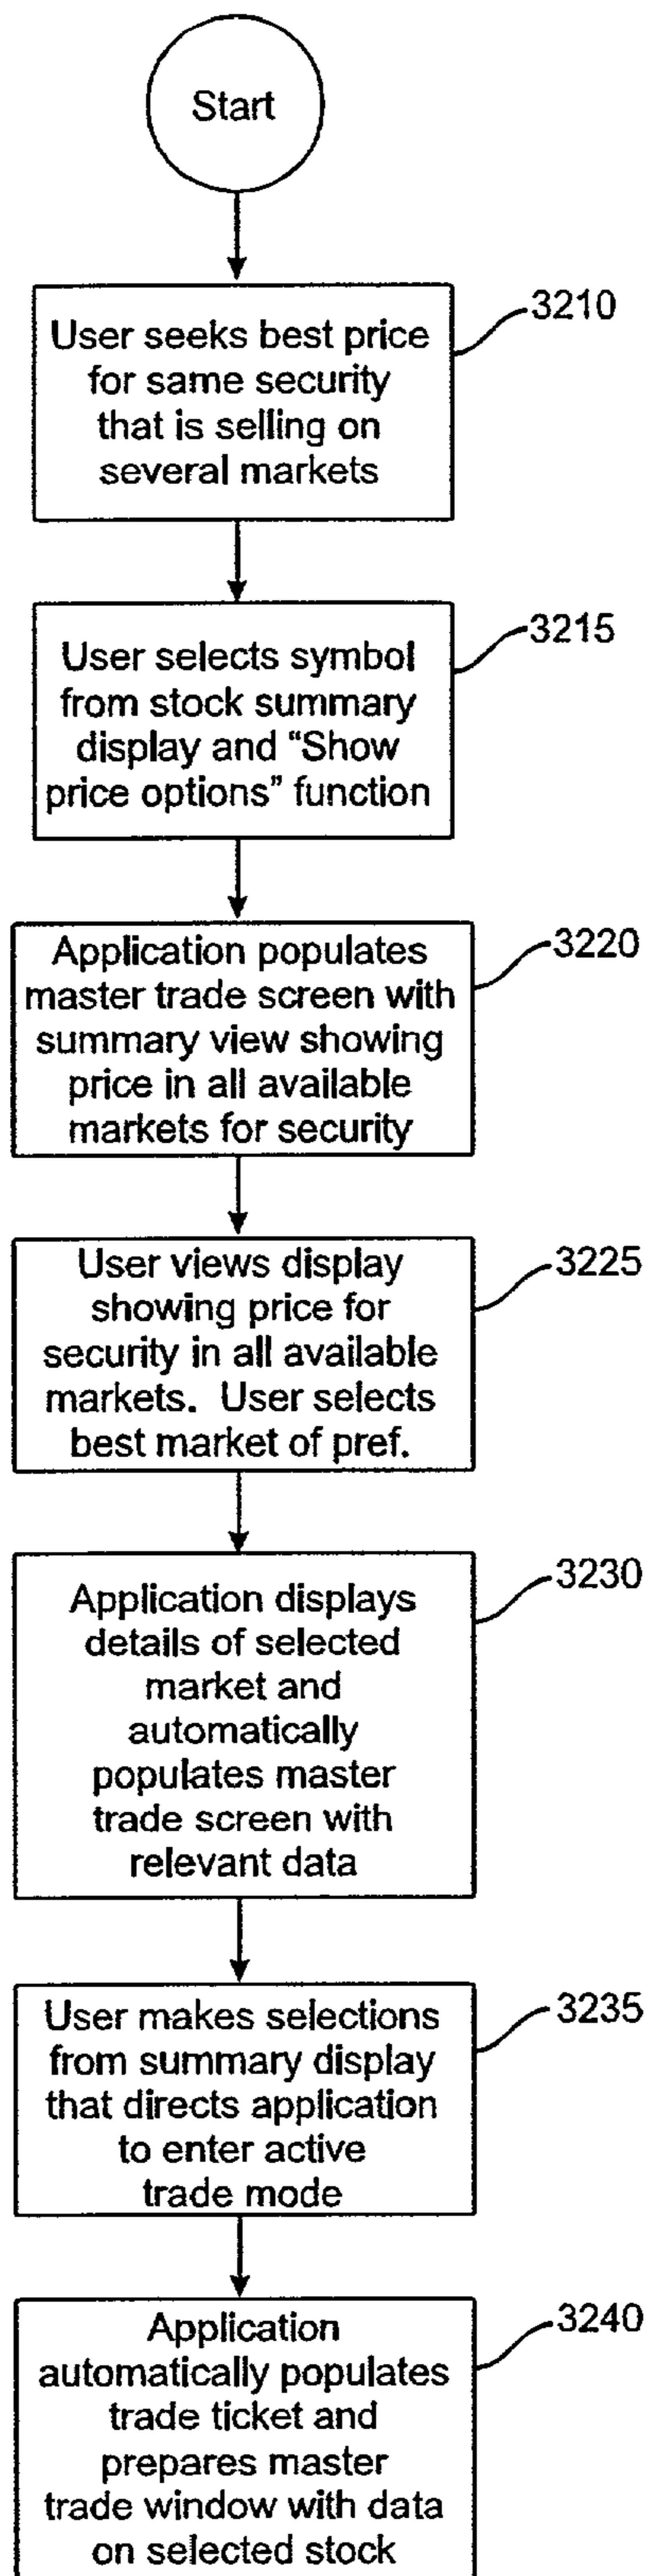 Start
3210
User seeks best price
for same security
that is selling on
several markets
3215
User selects symbol
from stock summary
display and “Show
price options” function
3220
Application populates
master trade screen with
summary view showing
price in all available
markets for security
3225
User views display
showing price for
security in all available
markets.  User selects
best market of pref.
3230
Application displays
details of selected
market and
automatically
populates master
trade screen with
relevant data
3235
User makes selections
from summary display
that directs application
to enter active
trade mode
3240
Application
automatically populates
trade ticket and
prepares master
trade window with data
on selected stock